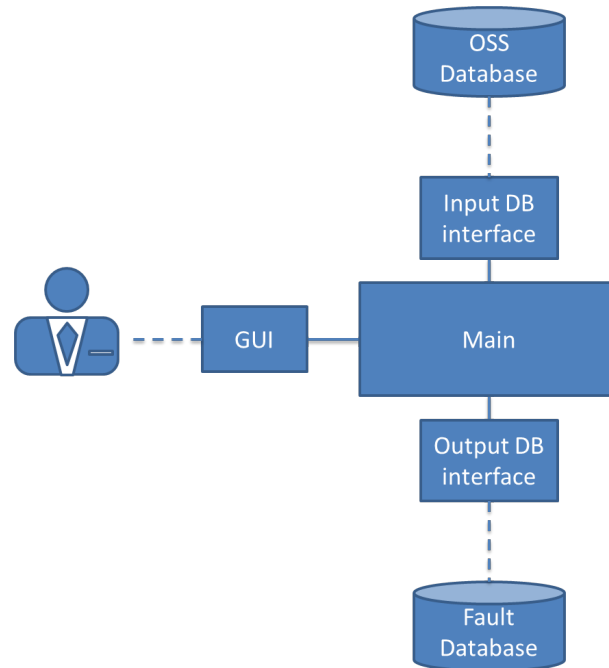 OSS
Database
Input DB
interface
GUI
Main
Output DB
interface
Fault
Database